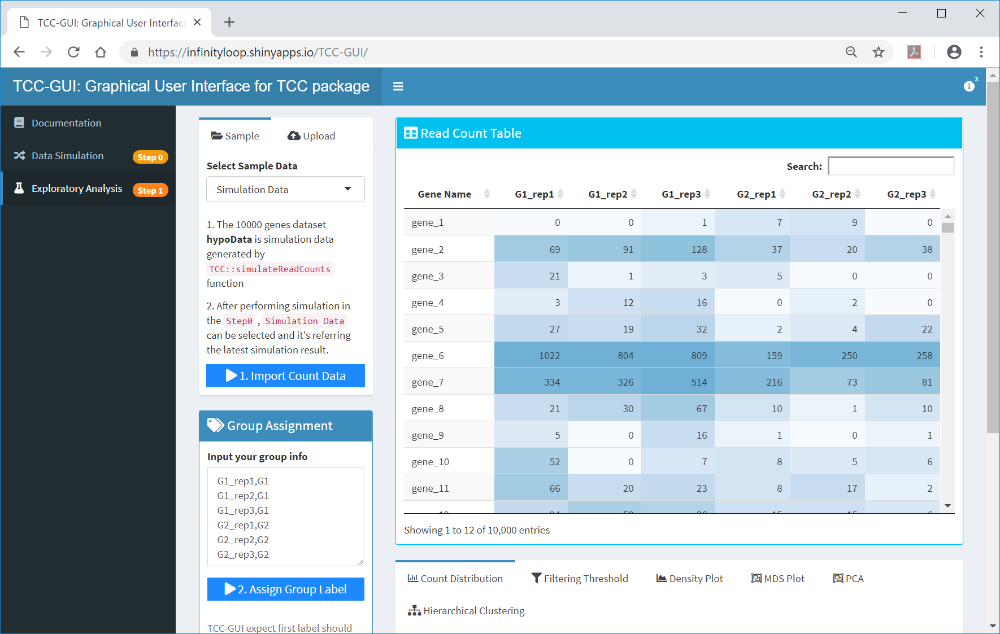 TCC-GUI: Graphical User Interface
https://infinityloop.shinyapps.io/TCC-GUI/
TCC-GUI: Graphical User Interface for TCC package
3
Documentation
Data Simulation Step 0
Exploratory Analysis Step 1
Sample Upload
Select Sample Data
Simulation Data
1. The 10000 genes dataset
hypoData is simulation data
generated by
TCC::simulateReadCounts
function
2. After performing simulation in
the Step0 , Simulation Data
can be selected and it's referring
the latest simulation result.
1. Import Count Data
Group Assignment
Input your group info
G1_rep1,G1
G1_rep2,G1
G1_rep3,G1
G2_rep1,G2
G2_rep2,G2
G2_rep3,G2
2. Assign Group Label
TCC-GUI expect first label should
Read Count Table
Search:
Gene Name G1_rep1 G1_rep2 G1_rep3 G2_rep1 G2_rep2 G2_rep3
gene_1 0 0 1 7 9 0
gene_2 69 91 128 37 20 38
gene_3 21 1 3 5 0 0
gene_4 3 12 16 0 2 0
gene_5 27 19 32 2 4 22
gene_6 1022 804 809 159 250 258
gene_7 334 326 514 216 73 81
gene_8 21 30 67 10 1 10
gene_9 5 0 16 1 0 1
gene_10 52 0 7 8 5 6
gene_11 66 20 23 8 17 2
Showing 1 to 12 of 10,000 entries
Count Distribution Filtering Threshold Density Plot MDS Plot PCA
Hierarchical Clustering